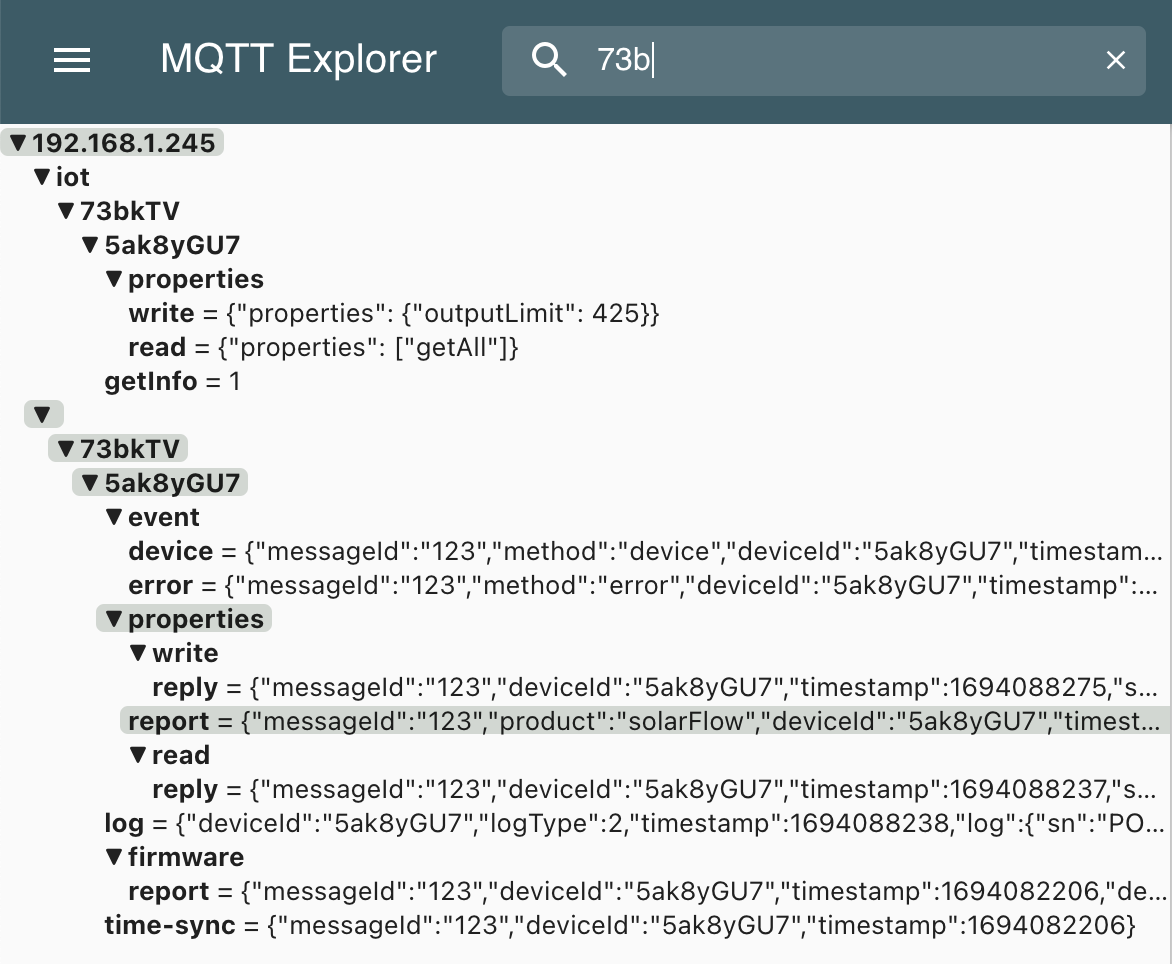 MQTT Explorer
73b
192.168.1.245
iot
73bkTV
5ak8yGU7
properties
write = {"properties": {"outputLimit": 425}}
read = {"properties": ["getAll"]}
getInfo = 1
73bkTV
5ak8yGU7
event
device = {"messageId":"123","method":"device","deviceId":"5ak8yGU7","timestam...
error = {"messageId":"123","method":"error","deviceId":"5ak8yGU7","timestamp":...
properties
write
reply = {"messageId":"123","deviceId":"5ak8yGU7","timestamp":1694088275,"s...
report = {"messageId":"123","product":"solarFlow","deviceId":"5ak8yGU7","timest...
read
reply = {"messageId":"123","deviceId":"5ak8yGU7","timestamp":1694088237,"s...
log = {"deviceId":"5ak8yGU7","logType":2,"timestamp":1694088238,"log":{"sn":"PO...
firmware
report = {"messageId":"123","deviceId":"5ak8yGU7","timestamp":1694082206,"de...
time-sync = {"messageId":"123","deviceId":"5ak8yGU7","timestamp":1694082206}